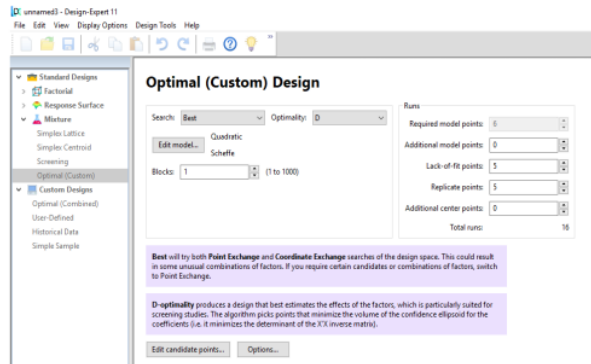 unnamed3 - Design-Expert 11
File Edit View Display Options Design Tools Help
Standard Designs
Factorial
Response Surface
Mixture
Simplex Lattice
Simplex Centroid
Screening
Optimal (Custom)
Custom Designs
Optimal (Combined)
User-Defined
Historical Data
Simple Sample
Optimal (Custom) Design
Search: Best Optimality: D
Edit model... Quadratic
Scheffe
Blocks: 1 (1 to 1000)
Runs
Required model points: 6
Additional model points: 0
Lack-of-fit points: 5
Replicate points: 5
Additional center points: 0
Total runs: 16
Best will try both Point Exchange and Coordinate Exchange searches of the design space. This could result
in some unusual combinations of factors. If you require certain candidates or combinations of factors, switch
to Point Exchange.
D-optimality produces a design that best estimates the effects of the factors, which is particularly suited for
screening studies. The algorithm picks points that minimize the volume of the confidence ellipsoid for the
coefficients (i.e. it minimizes the determinant of the X'X inverse matrix).
Edit candidate points... Options...